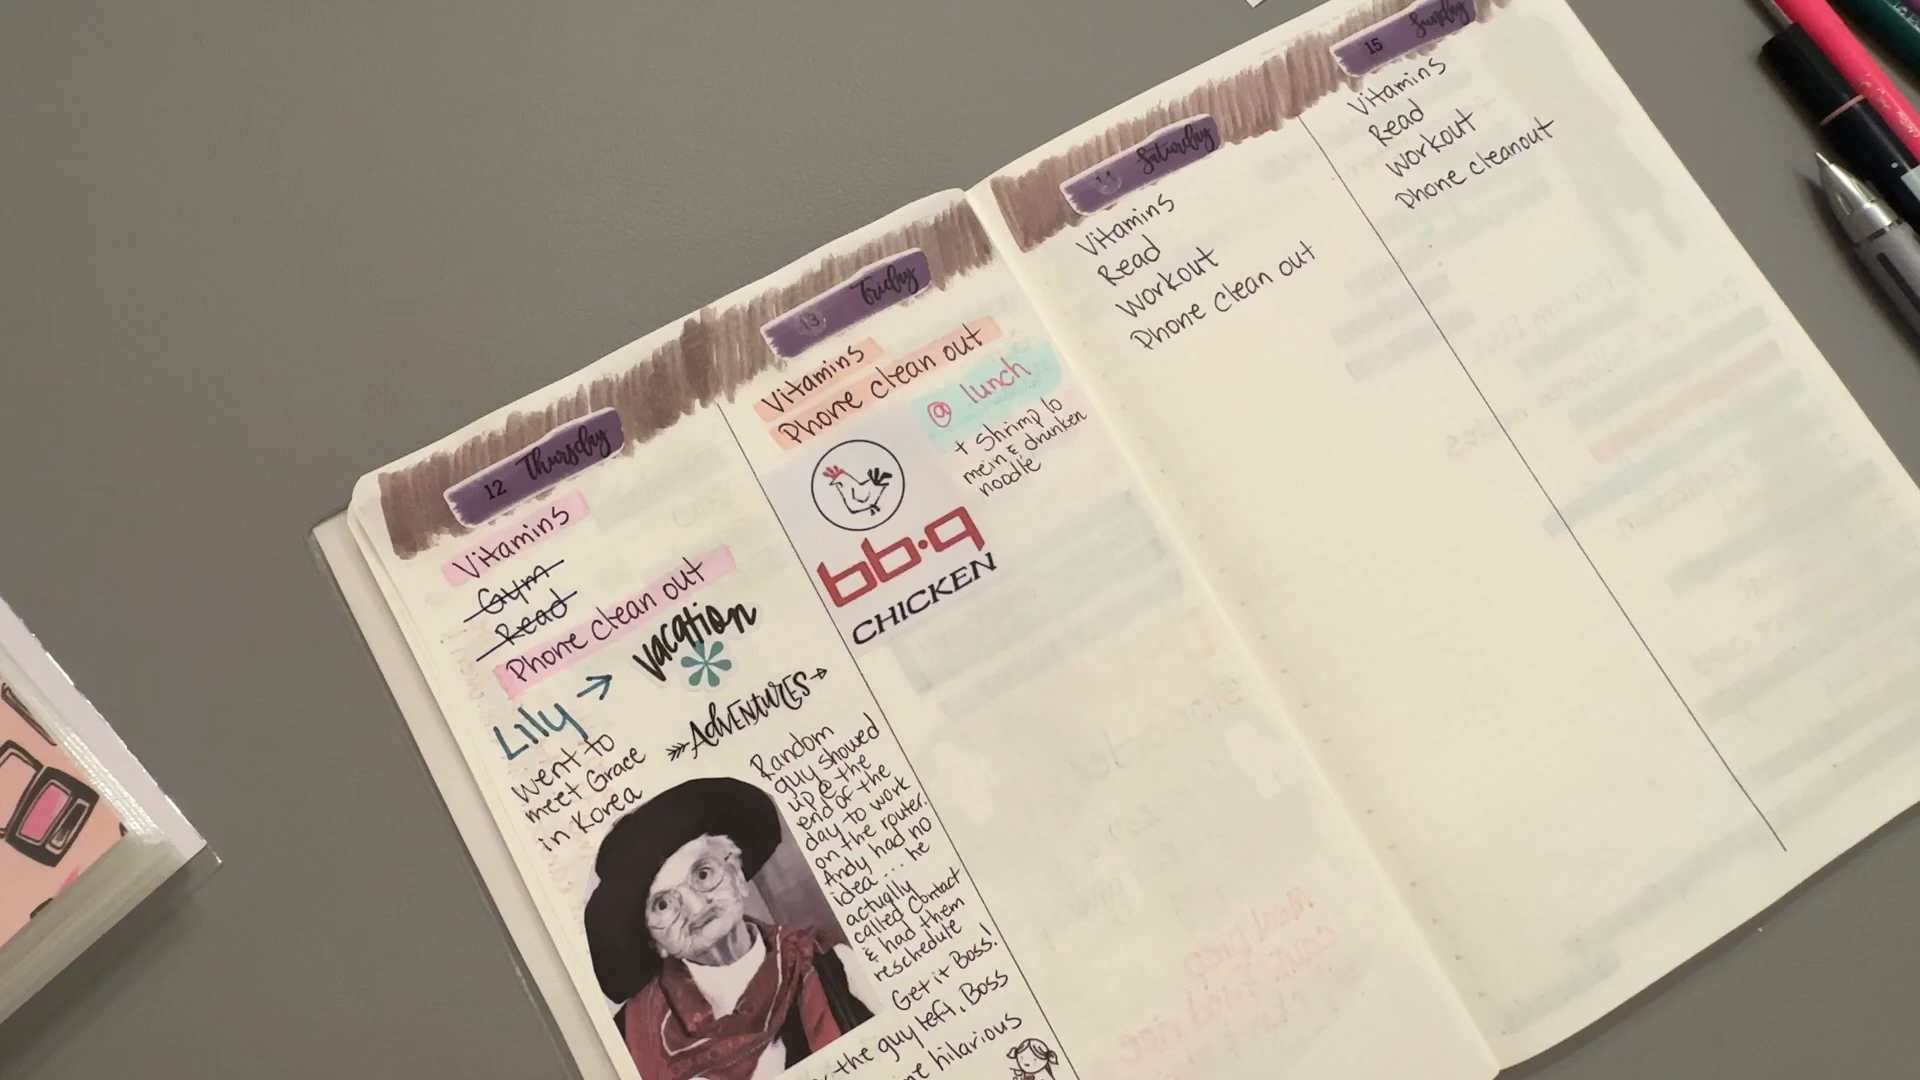 12 Thursday
Vitamins
Gym
Read
Phone clean out
Lily → vacation
went to
meet Grace
in Korea
ADVENTURES
Random
guy showed
up @ the
end of the
day to work
on the router.
Andy had no
idea... he
actually
called Contact
& had them
reschedule
Get it Boss!
the guy left, Boss
hilarious
13 Friday
Vitamins
Phone clean out
@ lunch
+ Shrimp lo
mein & drunken
noodle
bb.q
CHICKEN
Saturday
Vitamins
Read
Workout
Phone clean out
15 Sunday
Vitamins
Read
Workout
Phone cleanout